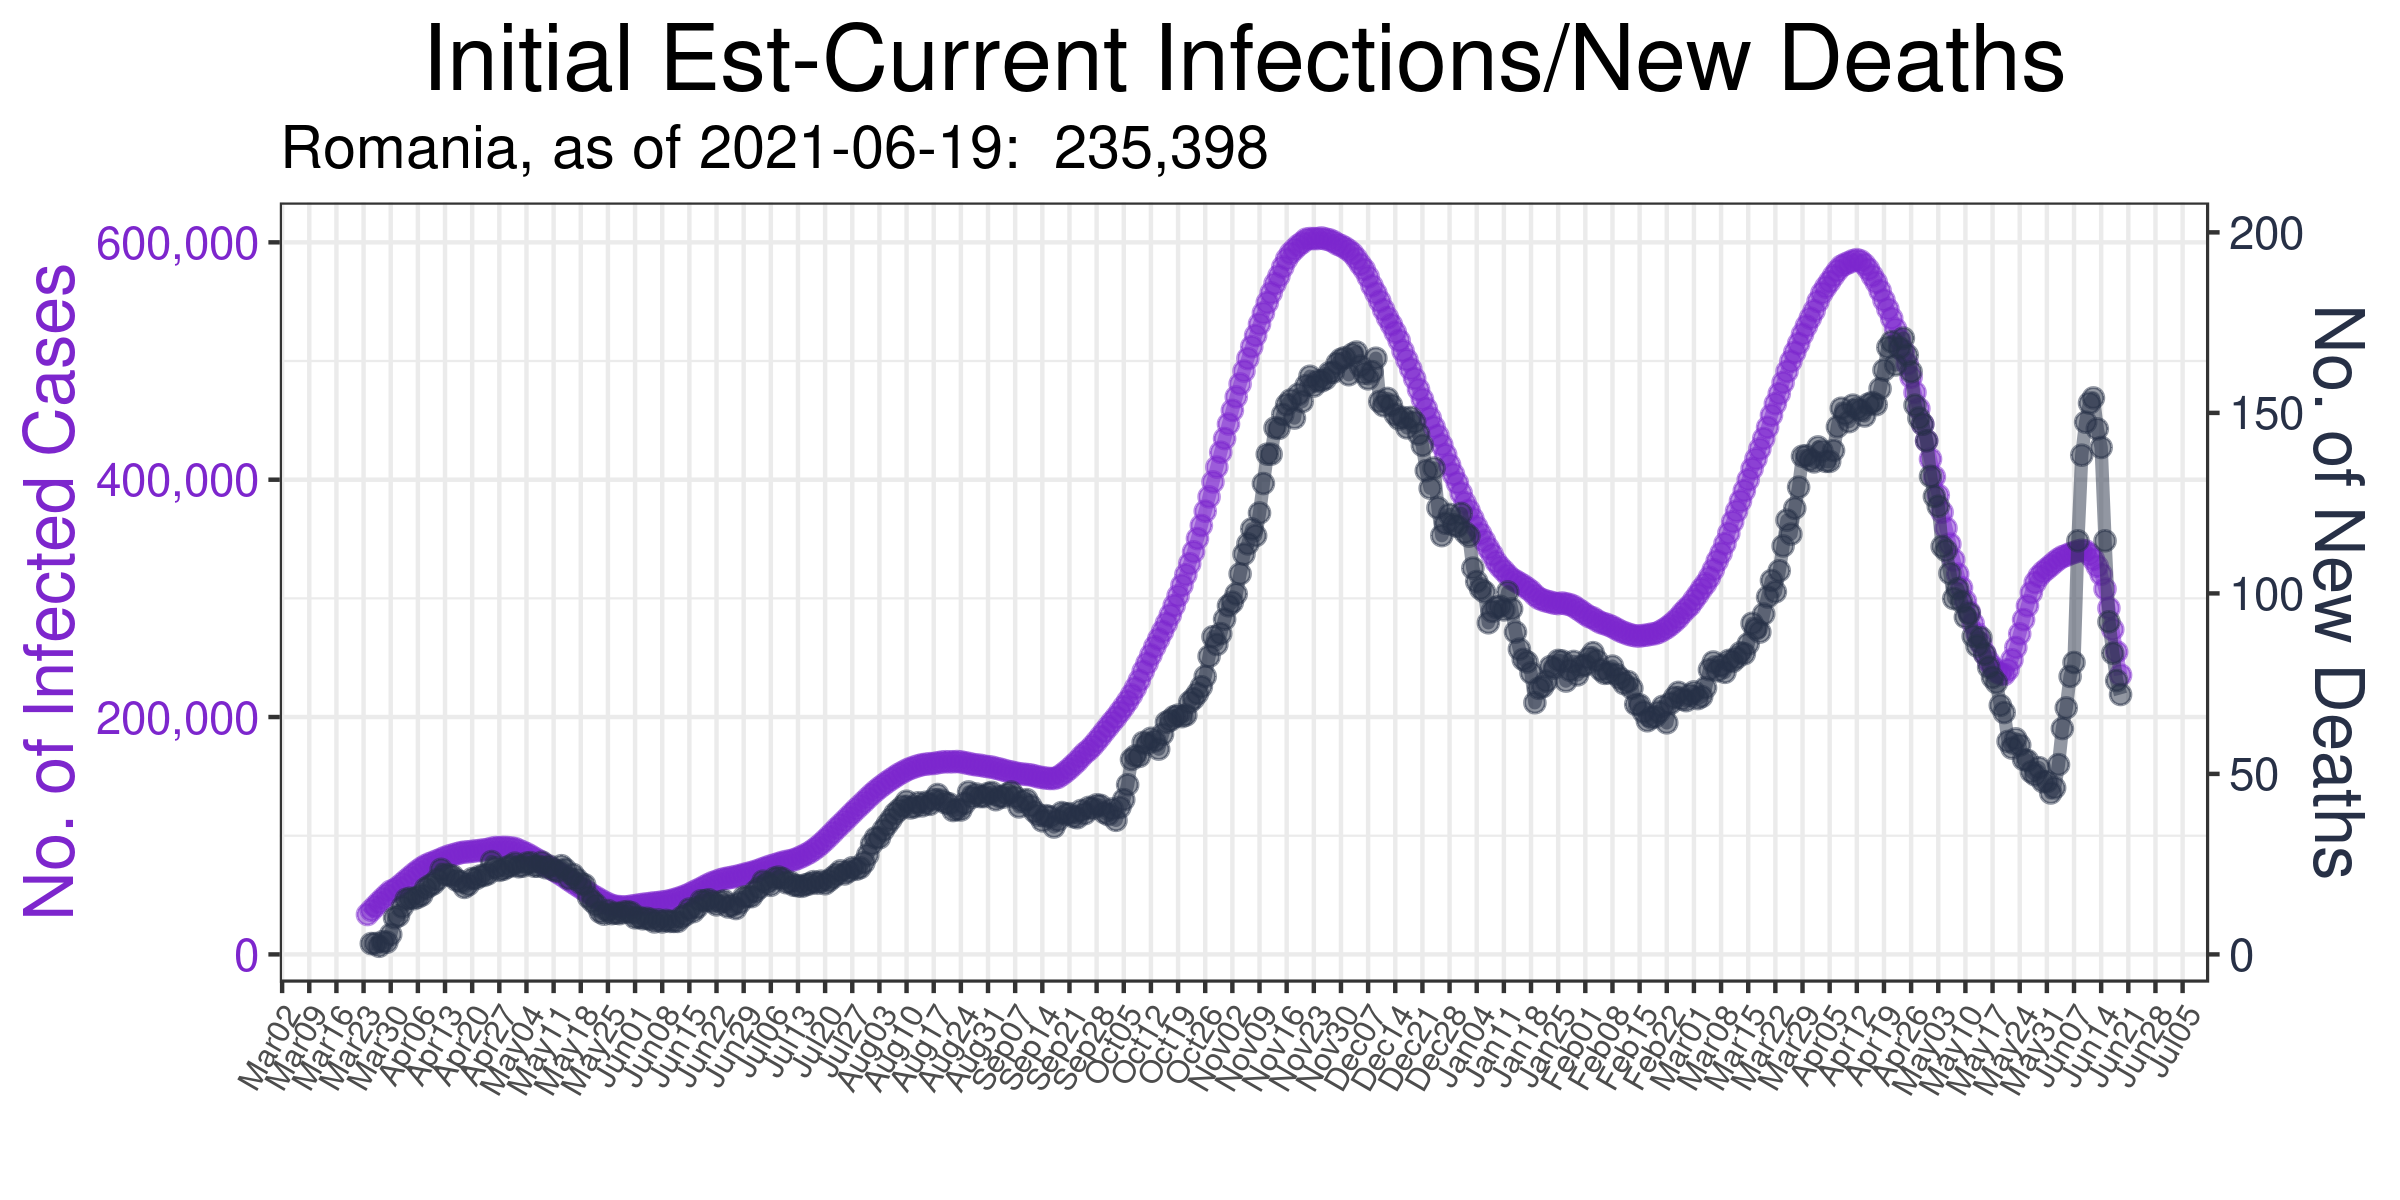 Initial Est-Current Infections/New Deaths
Romania, as of 2021-06-19:  235,398
No. of Infected Cases
600,000
400,000
200,000
0
200
150
100
50
0
No. of New Deaths
Mar02
Mar09
Mar16
Mar23
Mar30
Apr06
Apr13
Apr20
Apr27
May04
May11
May18
May25
Jun01
Jun08
Jun15
Jun22
Jun29
Jul06
Jul13
Jul20
Jul27
Aug03
Aug10
Aug17
Aug24
Aug31
Sep07
Sep14
Sep21
Sep28
Oct05
Oct12
Oct19
Oct26
Nov02
Nov09
Nov16
Nov23
Nov30
Dec07
Dec14
Dec21
Dec28
Jan04
Jan11
Jan18
Jan25
Feb01
Feb08
Feb15
Feb22
Mar01
Mar08
Mar15
Mar22
Mar29
Apr05
Apr12
Apr19
Apr26
May03
May10
May17
May24
May31
Jun07
Jun14
Jun21
Jun28
Jul05